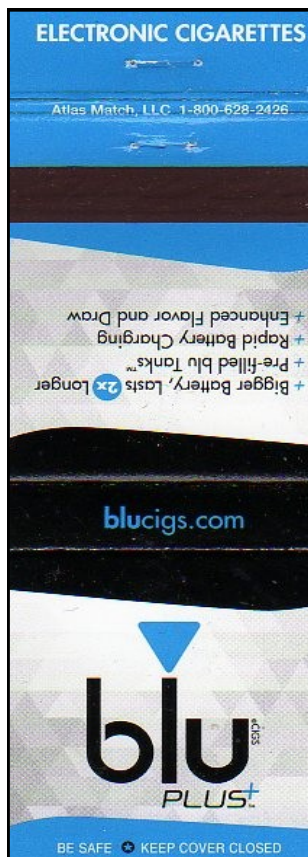 ELECTRONIC CIGARETTES
Atlas Match, LLC 1-800-628-2426
+ Bigger Battery, Lasts 2x Longer
+ Pre-filled blu Tanks™
+ Rapid Battery Charging
+ Enhanced Flavor and Draw
blucigs.com
blu eCIGS
PLUS+™
BE SAFE ✪ KEEP COVER CLOSED